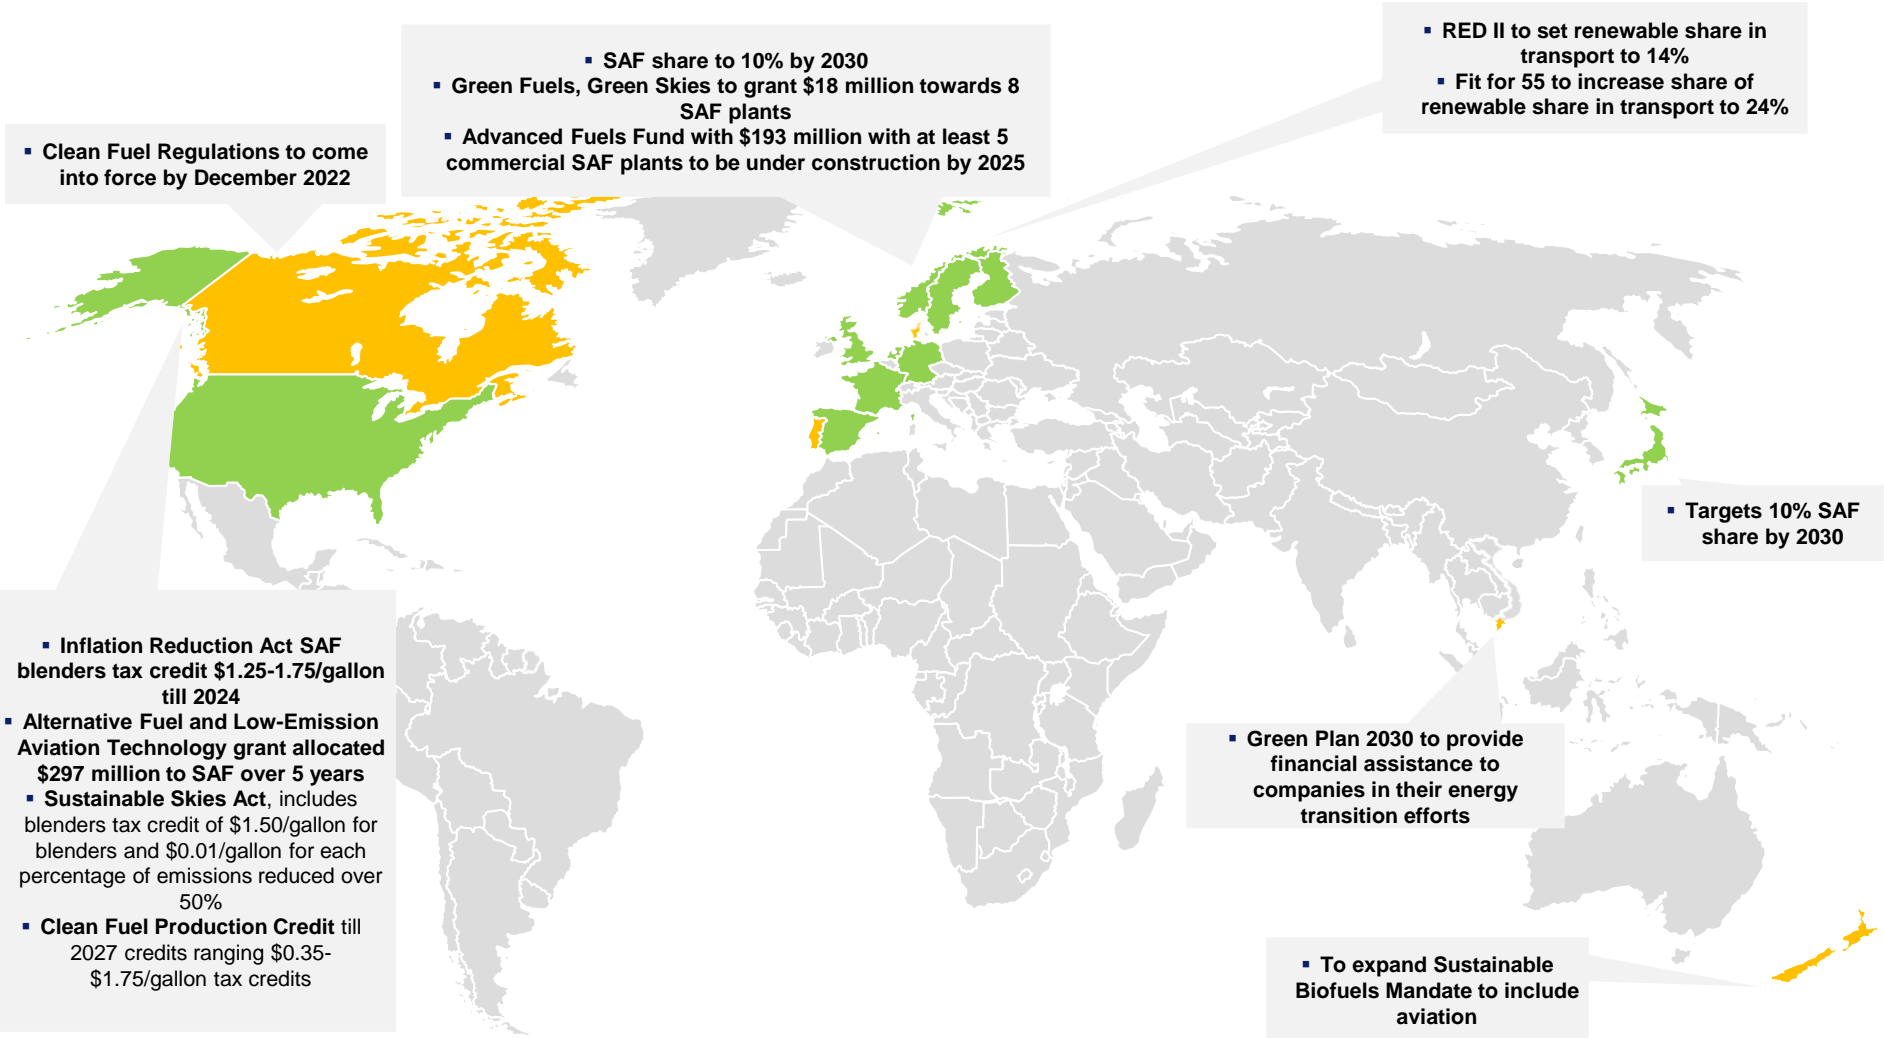 ▪ RED II to set renewable share in
transport to 14%
▪ Fit for 55 to increase share of
renewable share in transport to 24%
▪ SAF share to 10% by 2030
▪ Green Fuels, Green Skies to grant $18 million towards 8
SAF plants
▪ Advanced Fuels Fund with $193 million with at least 5
commercial SAF plants to be under construction by 2025
▪ Clean Fuel Regulations to come
into force by December 2022
▪ Targets 10% SAF
share by 2030
▪ Inflation Reduction Act SAF
blenders tax credit $1.25-1.75/gallon
till 2024
▪ Alternative Fuel and Low-Emission
Aviation Technology grant allocated
$297 million to SAF over 5 years
▪ Sustainable Skies Act, includes
blenders tax credit of $1.50/gallon for
blenders and $0.01/gallon for each
percentage of emissions reduced over
50%
▪ Clean Fuel Production Credit till
2027 credits ranging $0.35-
$1.75/gallon tax credits
▪ Green Plan 2030 to provide
financial assistance to
companies in their energy
transition efforts
▪ To expand Sustainable
Biofuels Mandate to include
aviation